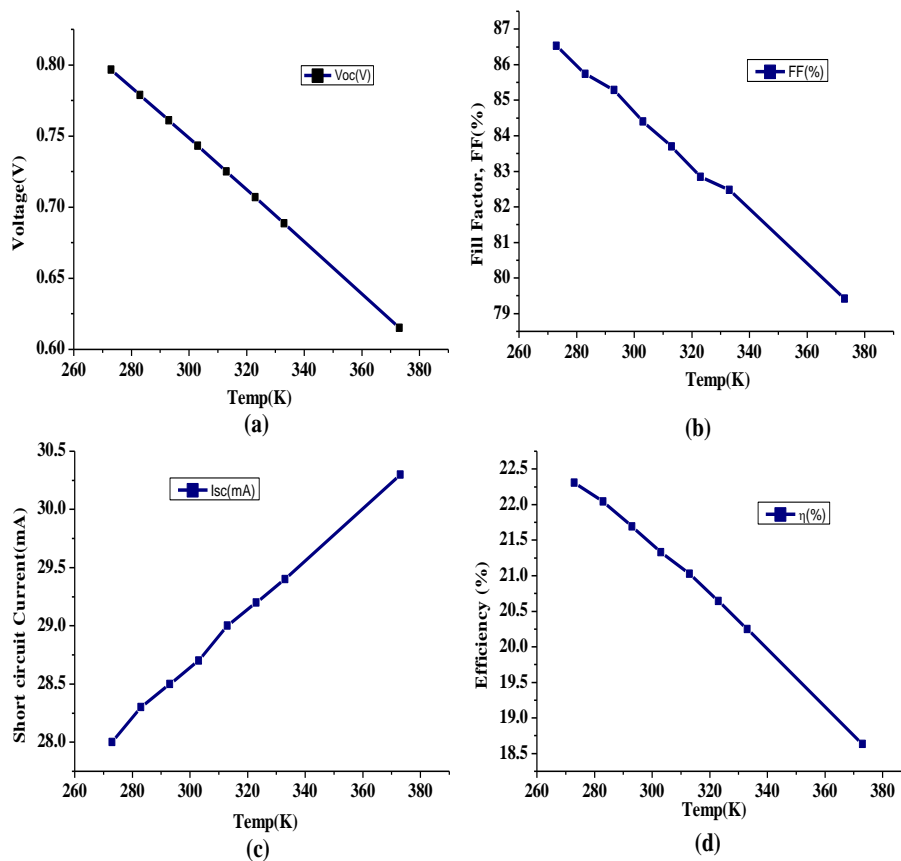 0.80
0.75
0.70
0.65
0.60
Voltage(V)
Voc(V)
260 280 300 320 340 360 380
Temp(K)
(a)
87
86
85
84
83
82
80
79
Fill Factor, FF(%)
FF(%)
260 280 300 320 340 360 380
Temp(K)
(b)
30.5
30.0
29.5
29.0
28.5
28.0
Short circuit Current(mA)
Isc(mA)
260 280 300 320 340 360 380
Temp(K)
(c)
22.5
22.0
21.5
21.0
20.5
20.0
19.5
19.0
18.5
Efficiency (%)
η(%)
260 280 300 320 340 360 380
Temp(K)
(d)